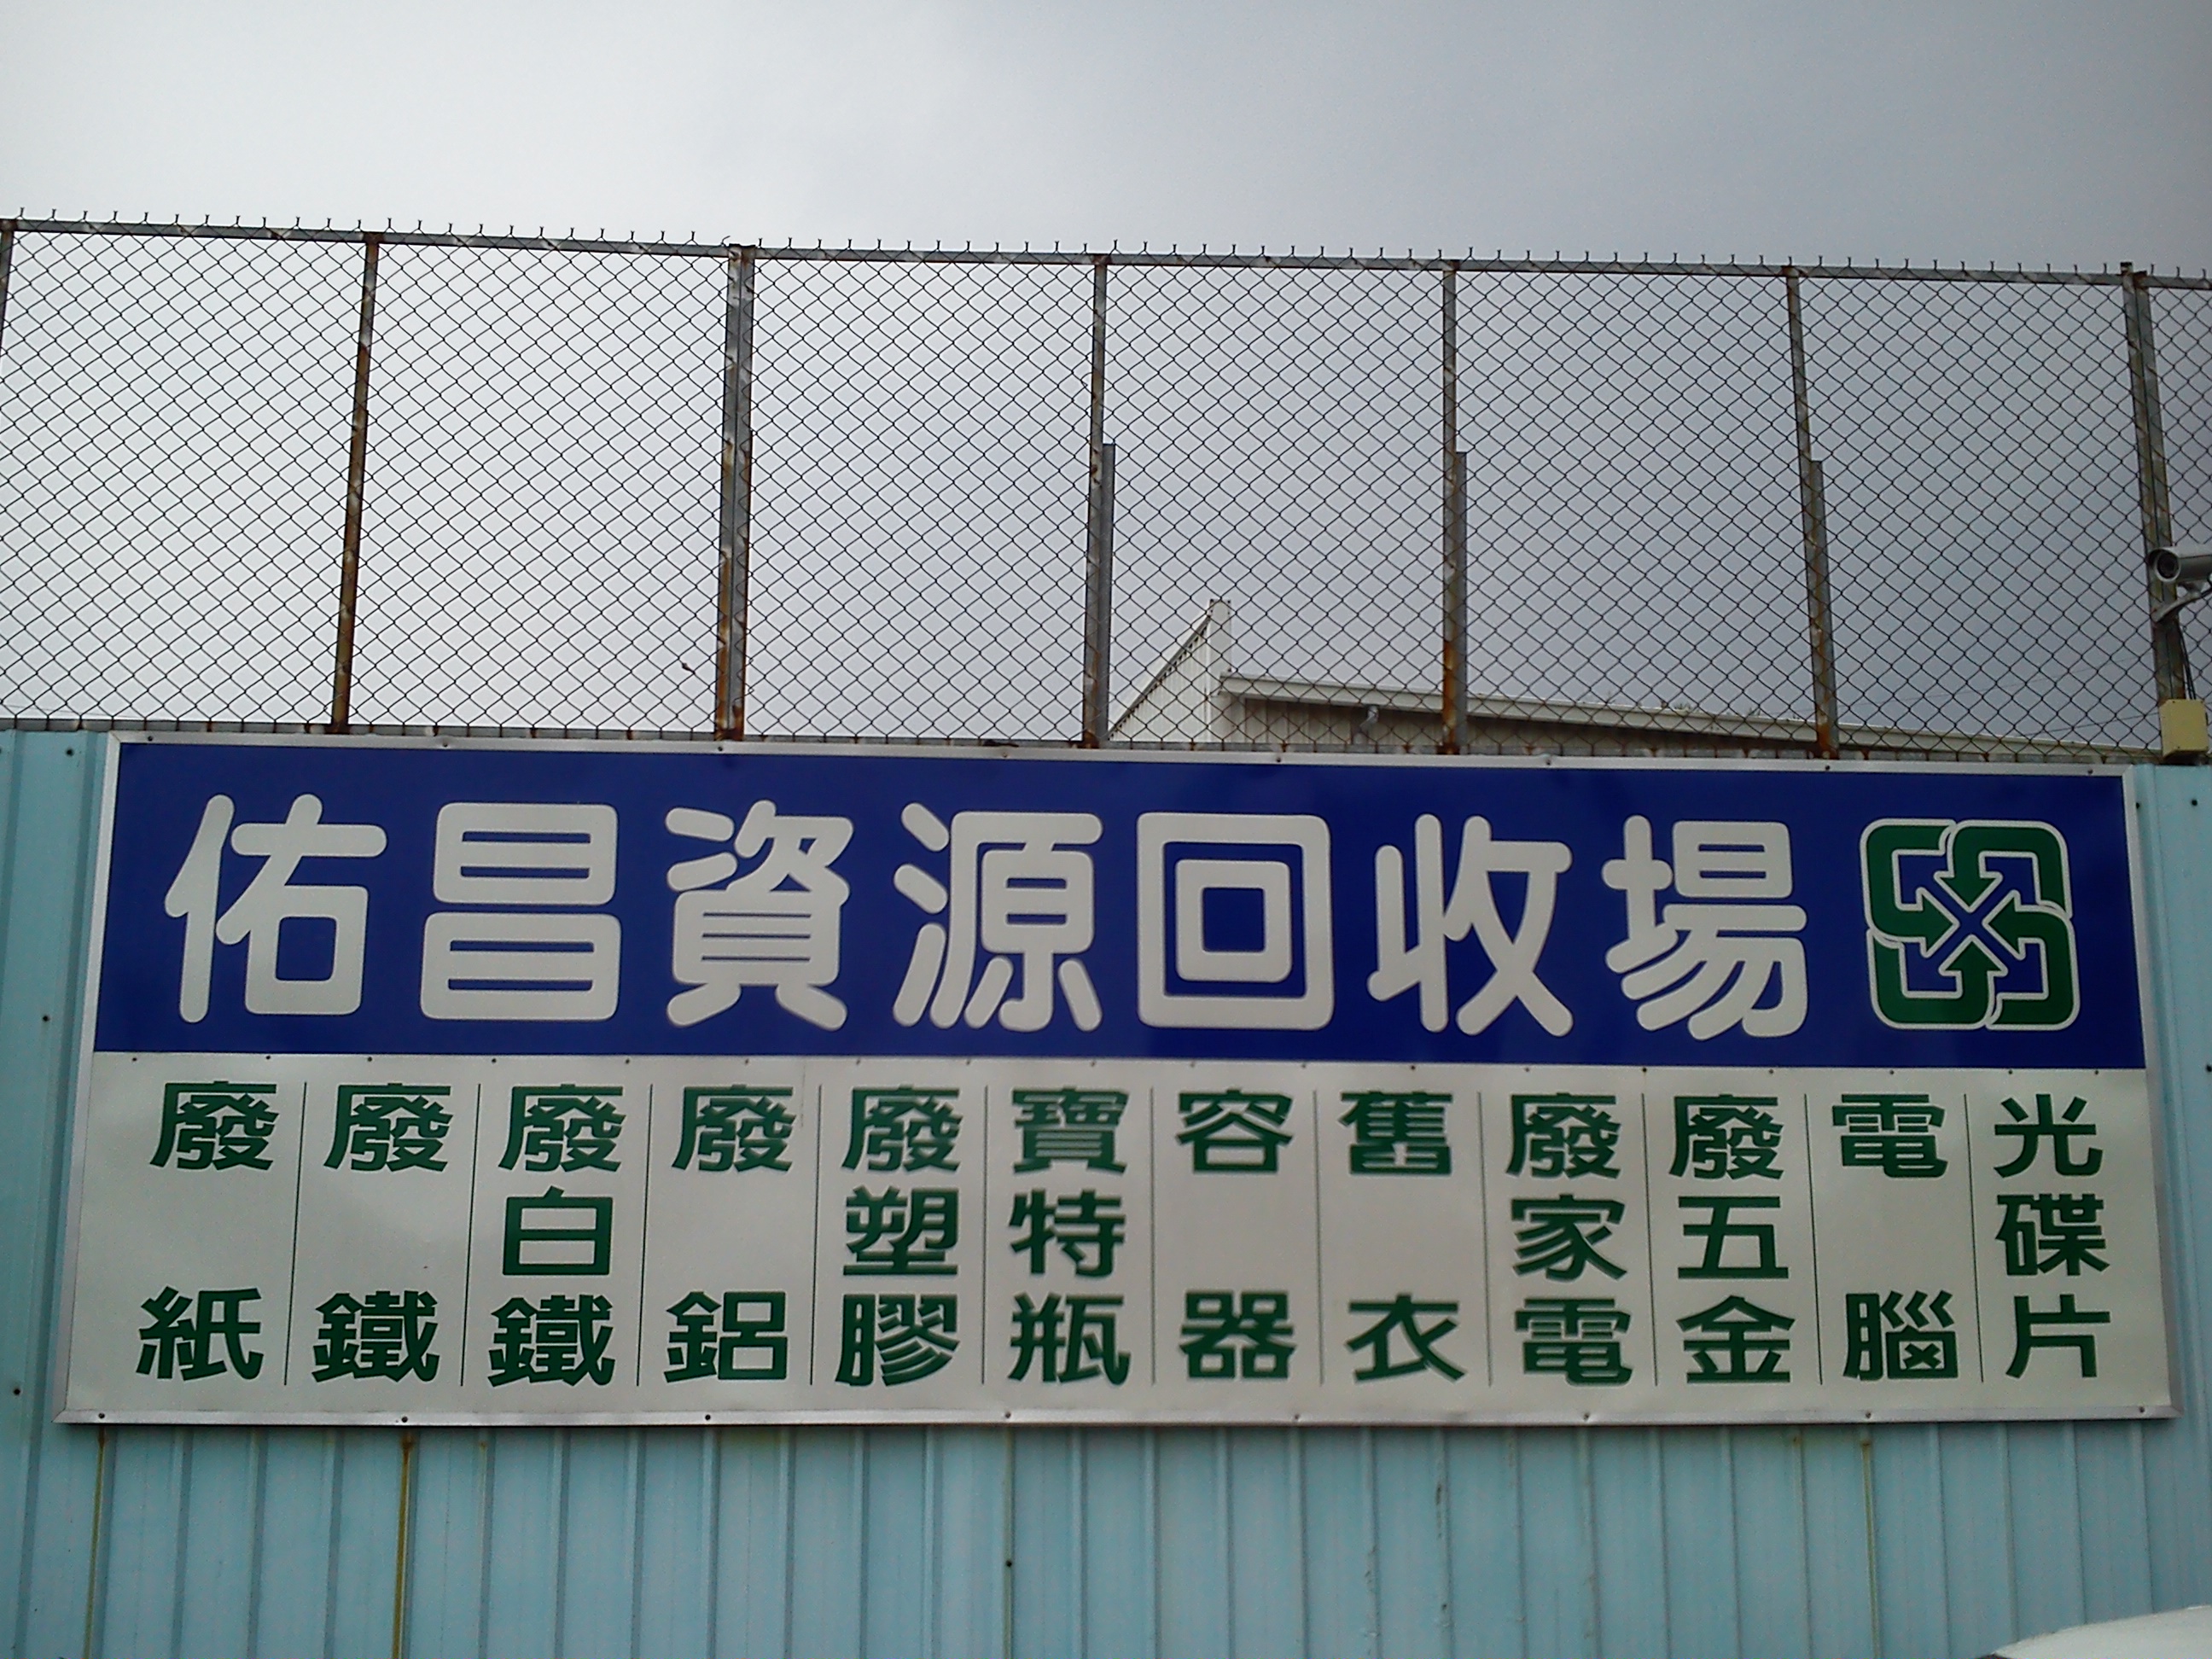 佑昌資源回收場
廢紙
廢鐵
廢白鐵
廢鋁
廢塑膠
寶特瓶
容器
舊衣
廢家電
廢五金
電腦
光碟片